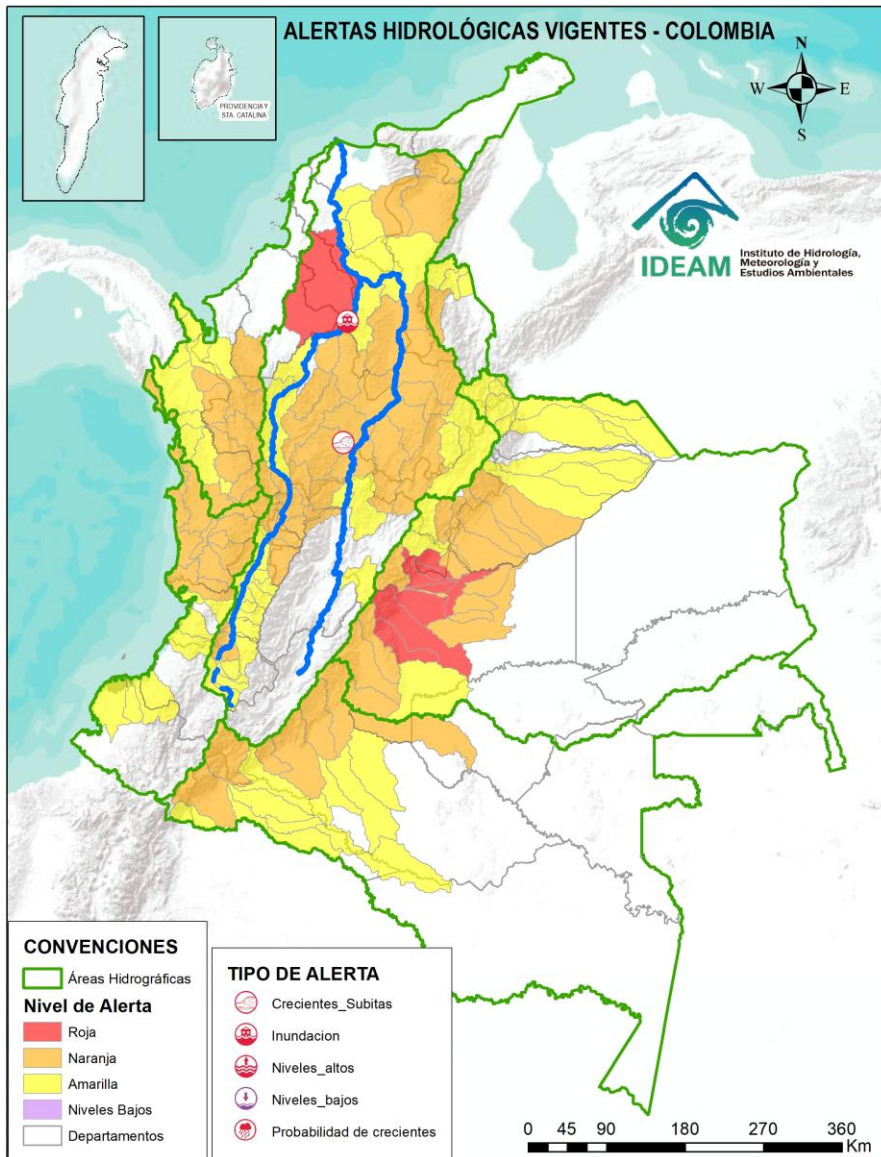 ALERTAS HIDROLÓGICAS VIGENTES - COLOMBIA
PROVIDENCIA Y
STA. CATALINA
N
W
E
S
IDEAM
Instituto de Hidrología,
Meteorología y
Estudios Ambientales
CONVENCIONES
Áreas Hidrográficas
Nivel de Alerta
Roja
Naranja
Amarilla
Niveles Bajos
Departamentos
TIPO DE ALERTA
Crecientes_Subitas
Inundacion
Niveles_altos
Niveles_bajos
Probabilidad de crecientes
0 45 90 180 270 360
Km